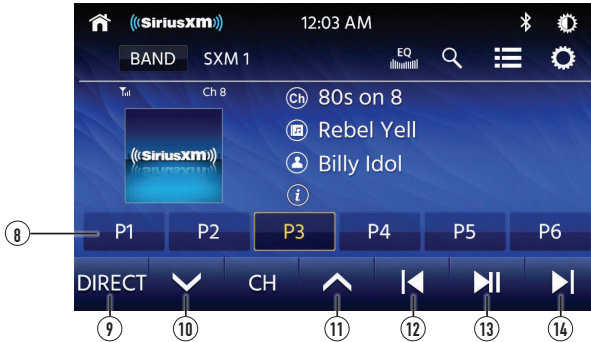 ((SiriusXM)) 12:03 AM
BAND SXM 1 EQ
Ch 8
Ch 80s on 8
Rebel Yell
((SiriusXM)) Billy Idol
i
8 P1 P2 P3 P4 P5 P6
DIRECT CH
9 10 11 12 13 14